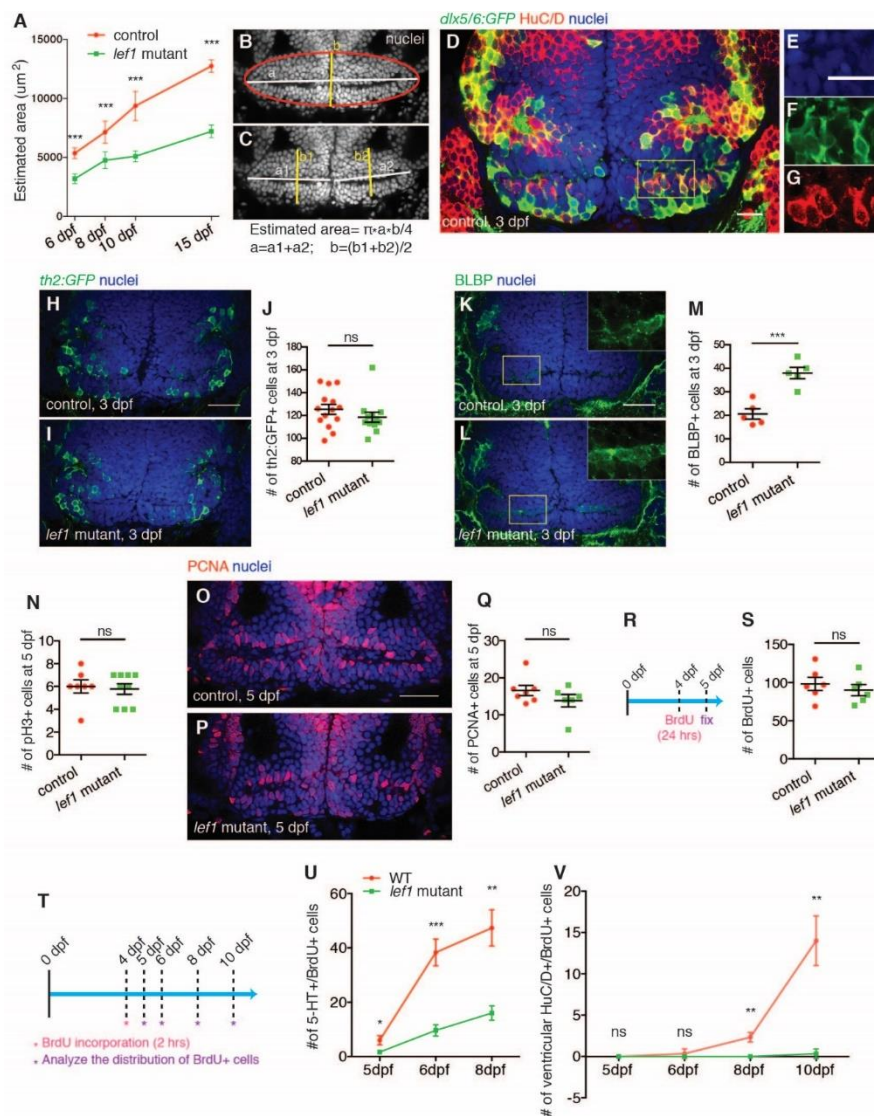 A
control
lef1 mutant
Estimated area (um²)
15000
10000
5000
0
***
***
***
***
6 dpf
8 dpf
10 dpf
15 dpf
B
nuclei
a
b
C
a1
b1
b2
a2
Estimated area= π*a*b/4
a=a1+a2; b=(b1+b2)/2
dlx5/6:GFP HuC/D nuclei
D
control, 3 dpf
E
F
G
th2:GFP nuclei
H
control, 3 dpf
I
lef1 mutant, 3 dpf
J
ns
# of th2:GFP+ cells at 3 dpf
180
160
140
120
100
80
control
lef1 mutant
BLBP nuclei
K
control, 3 dpf
L
lef1 mutant, 3 dpf
M
***
# of BLBP+ cells at 3 dpf
50
40
30
20
10
0
control
lef1 mutant
N
ns
# of pH3+ cells at 5 dpf
10
8
6
4
2
0
control
lef1 mutant
PCNA nuclei
O
control, 5 dpf
P
lef1 mutant, 5 dpf
Q
ns
# of PCNA+ cells at 5 dpf
40
30
20
10
0
control
lef1 mutant
R
0 dpf
4 dpf
5 dpf
BrdU fix
(24 hrs)
S
ns
# of BrdU+ cells
150
100
50
0
control
lef1 mutant
T
0 dpf
4 dpf
5 dpf
6 dpf
8 dpf
10 dpf
* * * * *
* BrdU incorporation (2 hrs)
* Analyze the distribution of BrdU+ cells
U
WT
lef1 mutant
#of 5-HT+/BrdU+ cells
60
40
20
0
*
***
**
5dpf
6dpf
8dpf
V
# of ventricular HuC/D+/BrdU+ cells
20
15
10
5
0
-5
ns
ns
**
**
5dpf
6dpf
8dpf
10dpf